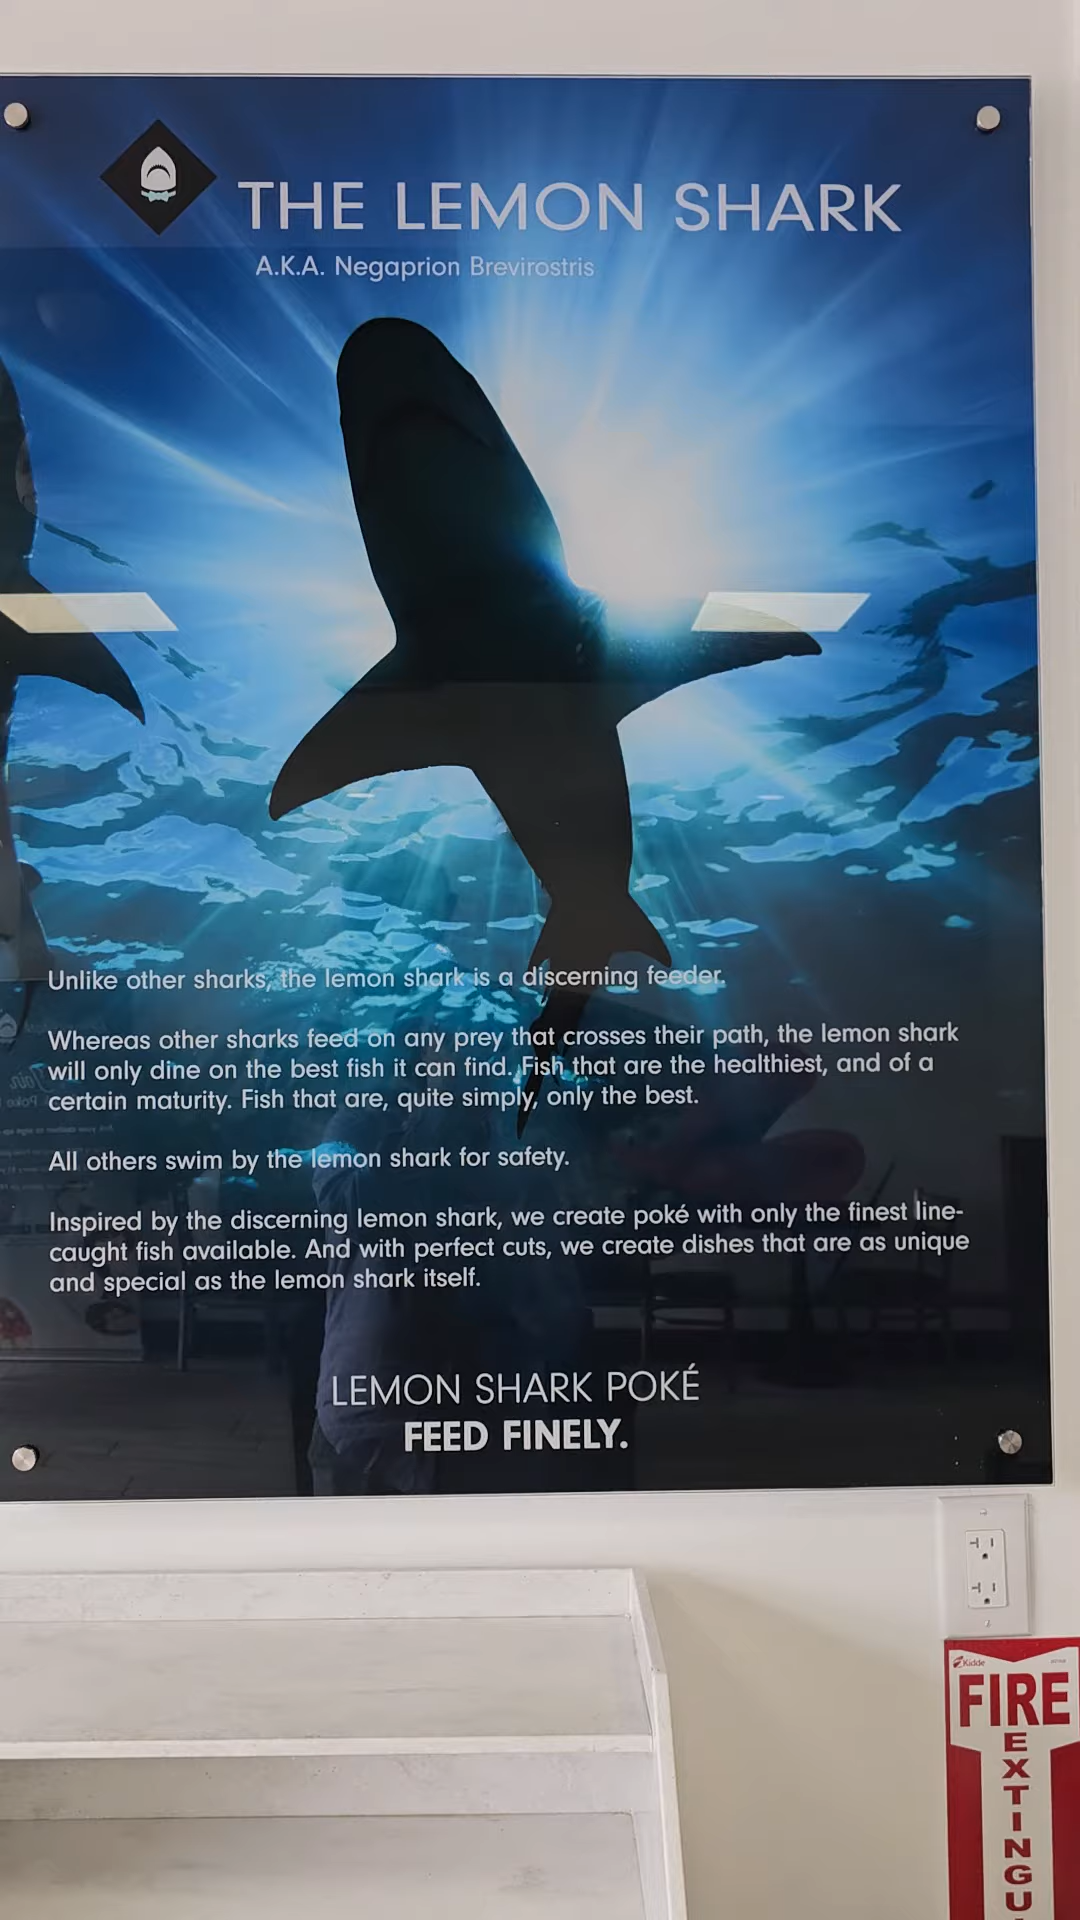 THE LEMON SHARK
A.K.A. Negaprion Brevirostris
Unlike other sharks, the lemon shark is a discerning feeder.
Whereas other sharks feed on any prey that crosses their path, the lemon shark
will only dine on the best fish it can find. Fish that are the healthiest, and of a
certain maturity. Fish that are, quite simply, only the best.
All others swim by the lemon shark for safety.
Inspired by the discerning lemon shark, we create poké with only the finest line-
caught fish available. And with perfect cuts, we create dishes that are as unique
and special as the lemon shark itself.
LEMON SHARK POKÉ
FEED FINELY.
Kidde
FIRE
E
X
T
I
N
G
U